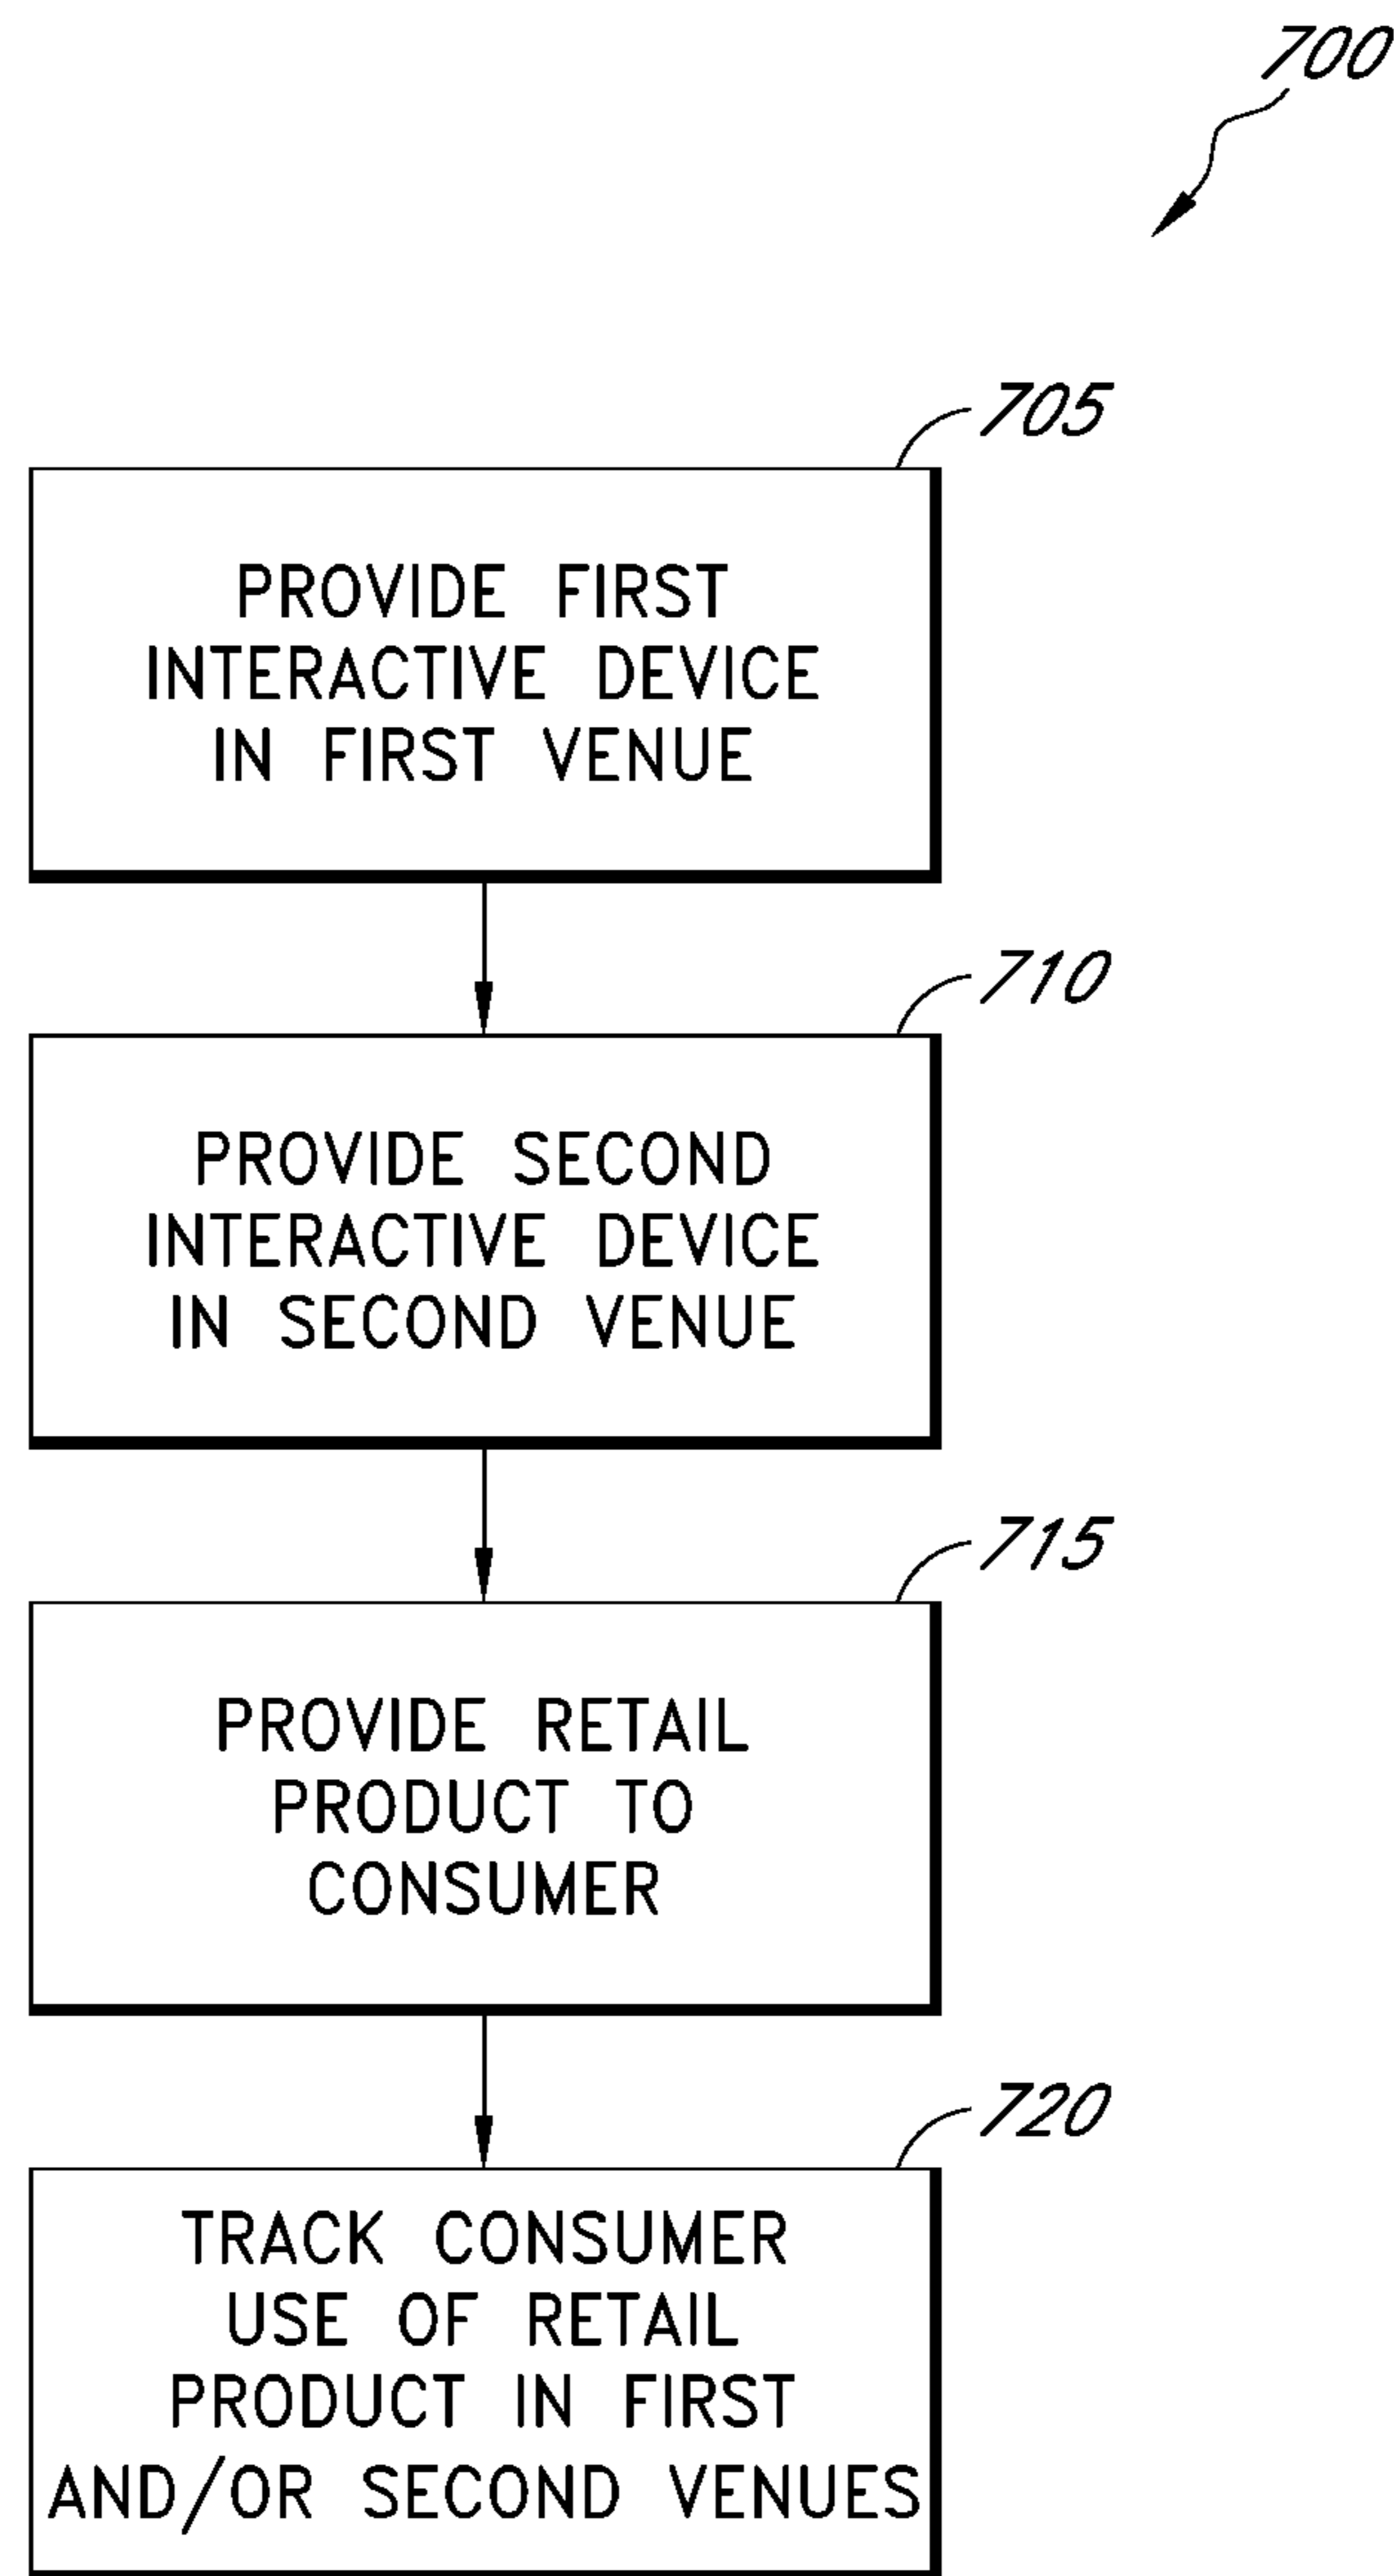 700
705
PROVIDE FIRST
INTERACTIVE DEVICE
IN FIRST VENUE
710
PROVIDE SECOND
INTERACTIVE DEVICE
IN SECOND VENUE
715
PROVIDE RETAIL
PRODUCT TO
CONSUMER
720
TRACK CONSUMER
USE OF RETAIL
PRODUCT IN FIRST
AND/OR SECOND VENUES